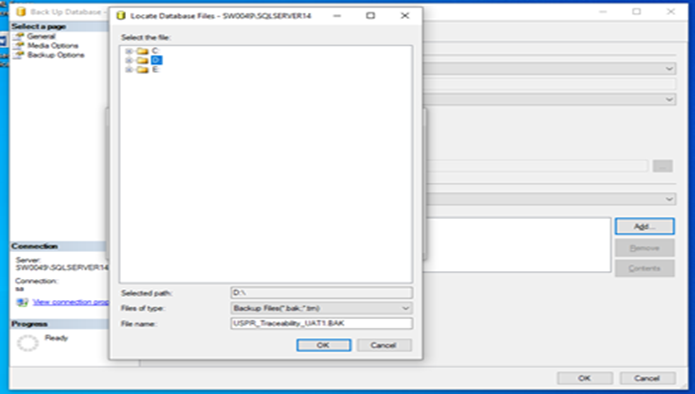 Back Up Database -
Locate Database Files - SW0049\SQLSERVER14
Select a page
General
Media Options
Backup Options
Select the file:
C:
D:
E:
Add...
Remove
Contents
Connection
Server:
SW0049\SQLSERVER14
Connection:
sa
View connection prop
Progress
Ready
Selected path:
D:\
Files of type:
Backup Files(*.bak,*.trn)
File name:
USPR_Traceability_UAT1.BAK
OK
Cancel
OK
Cancel